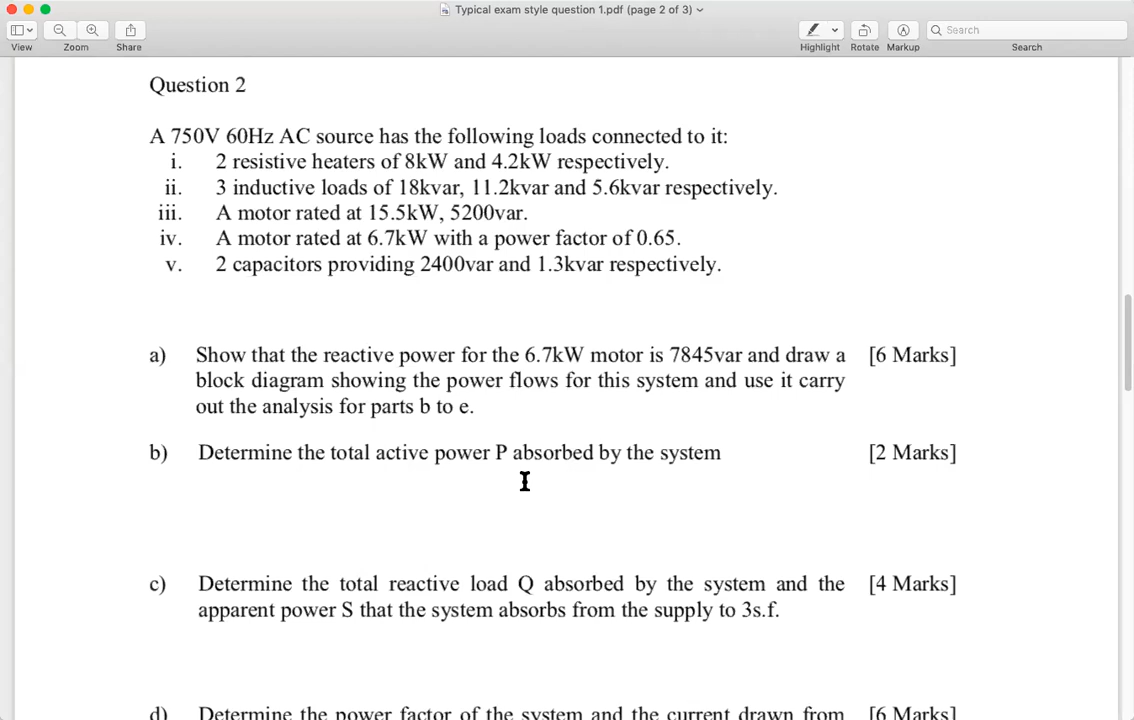 Typical exam style question 1.pdf (page 2 of 3)
View
Zoom
Share
Highlight
Rotate
Markup
Search
Search
Question 2
A 750V 60Hz AC source has the following loads connected to it:
i. 2 resistive heaters of 8kW and 4.2kW respectively.
ii. 3 inductive loads of 18kvar, 11.2kvar and 5.6kvar respectively.
iii. A motor rated at 15.5kW, 5200var.
iv. A motor rated at 6.7kW with a power factor of 0.65.
v. 2 capacitors providing 2400var and 1.3kvar respectively.
a) Show that the reactive power for the 6.7kW motor is 7845var and draw a [6 Marks]
block diagram showing the power flows for this system and use it carry
out the analysis for parts b to e.
b) Determine the total active power P absorbed by the system [2 Marks]
c) Determine the total reactive load Q absorbed by the system and the [4 Marks]
apparent power S that the system absorbs from the supply to 3s.f.
d) Determine the power factor of the system and the current drawn from [6 Marks]